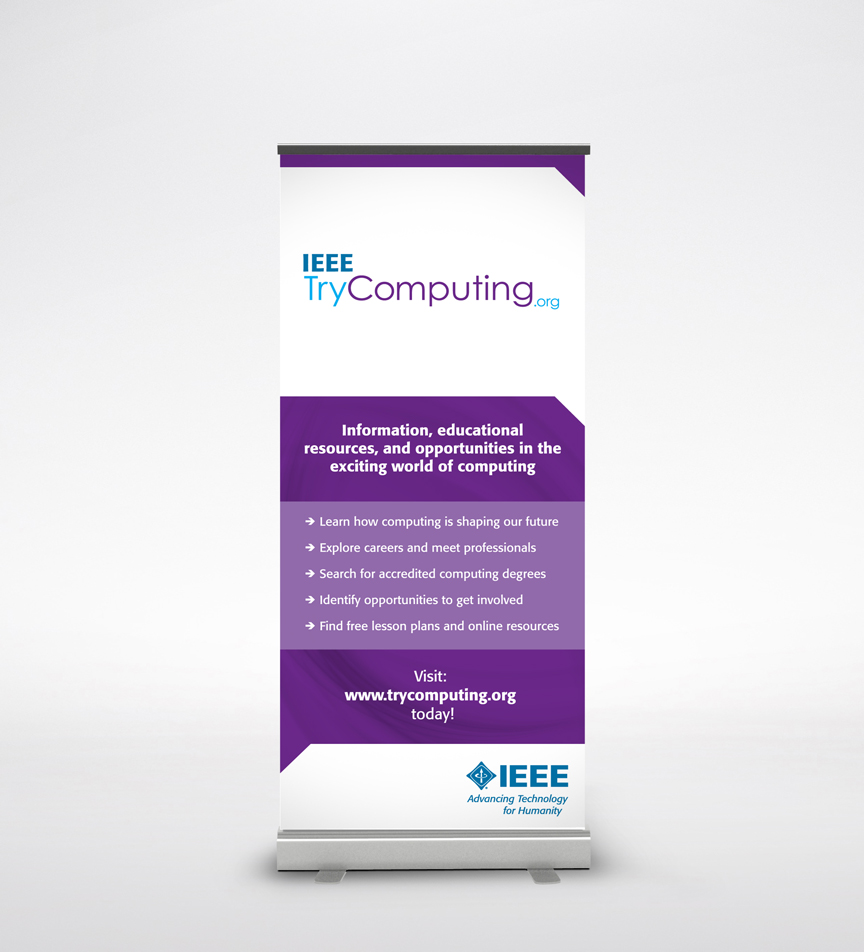 IEEE
TryComputing.org
Information, educational
resources, and opportunities in the
exciting world of computing
→ Learn how computing is shaping our future
→ Explore careers and meet professionals
→ Search for accredited computing degrees
→ Identify opportunities to get involved
→ Find free lesson plans and online resources
Visit:
www.trycomputing.org
today!
IEEE
Advancing Technology
for Humanity